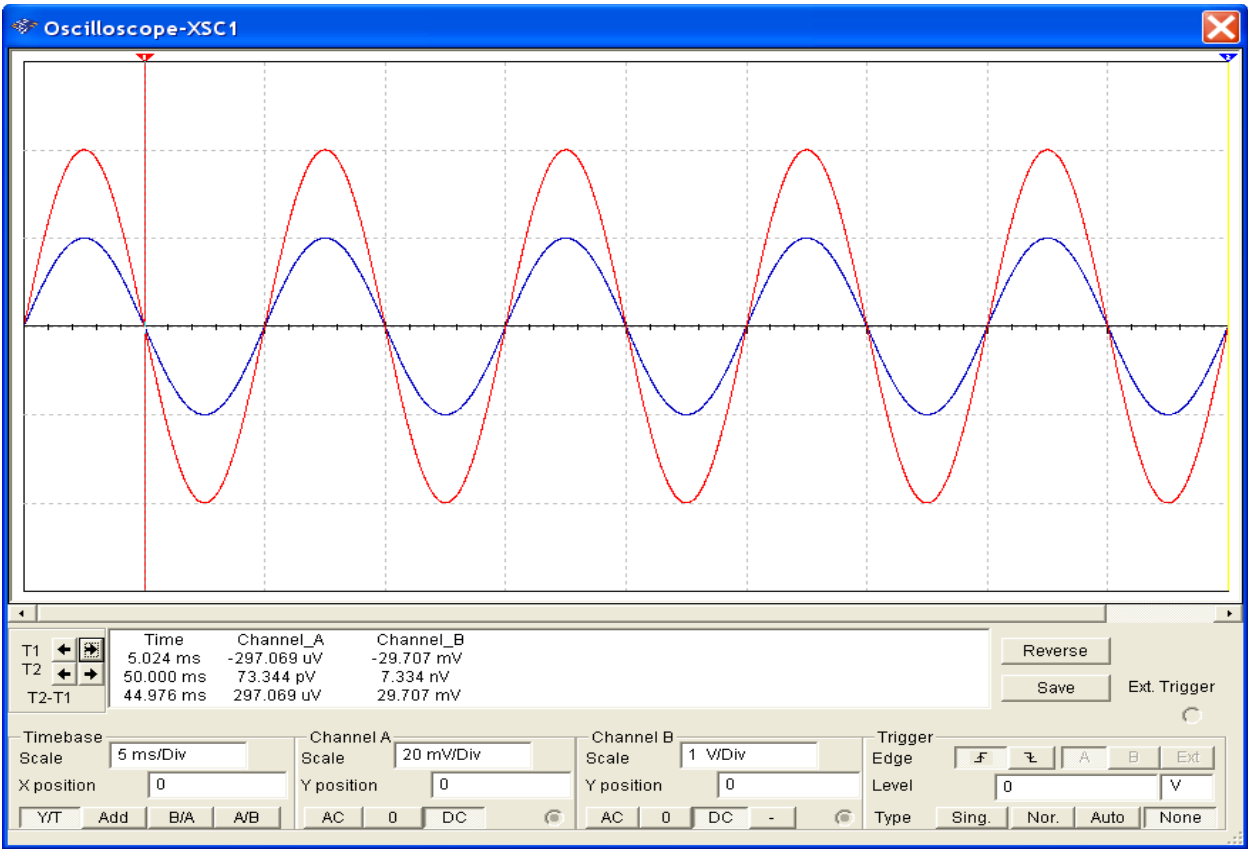 Oscilloscope-XSC1
1 2
Time Channel_A Channel_B
T1 5.024 ms -297.069 uV -29.707 mV
T2 50.000 ms 73.344 pV 7.334 nV
T2-T1 44.976 ms 297.069 uV 29.707 mV
Reverse
Save
Ext. Trigger
Timebase
Scale 5 ms/Div
X position 0
Y/T Add B/A A/B
Channel A
Scale 20 mV/Div
Y position 0
AC 0 DC
Channel B
Scale 1 V/Div
Y position 0
AC 0 DC -
Trigger
Edge A B Ext
Level 0 V
Type Sing. Nor. Auto None